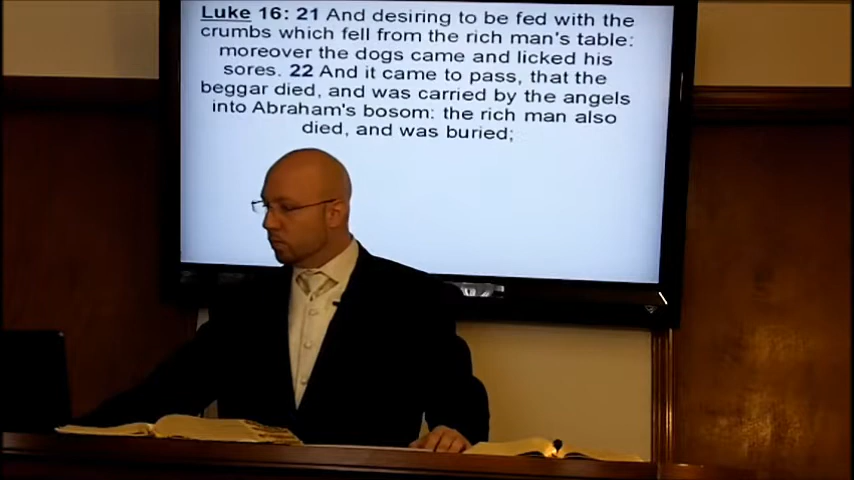 Luke 16: 21 And desiring to be fed with the
crumbs which fell from the rich man's table:
moreover the dogs came and licked his
sores. 22 And it came to pass, that the
beggar died, and was carried by the angels
into Abraham's bosom: the rich man also
died, and was buried;